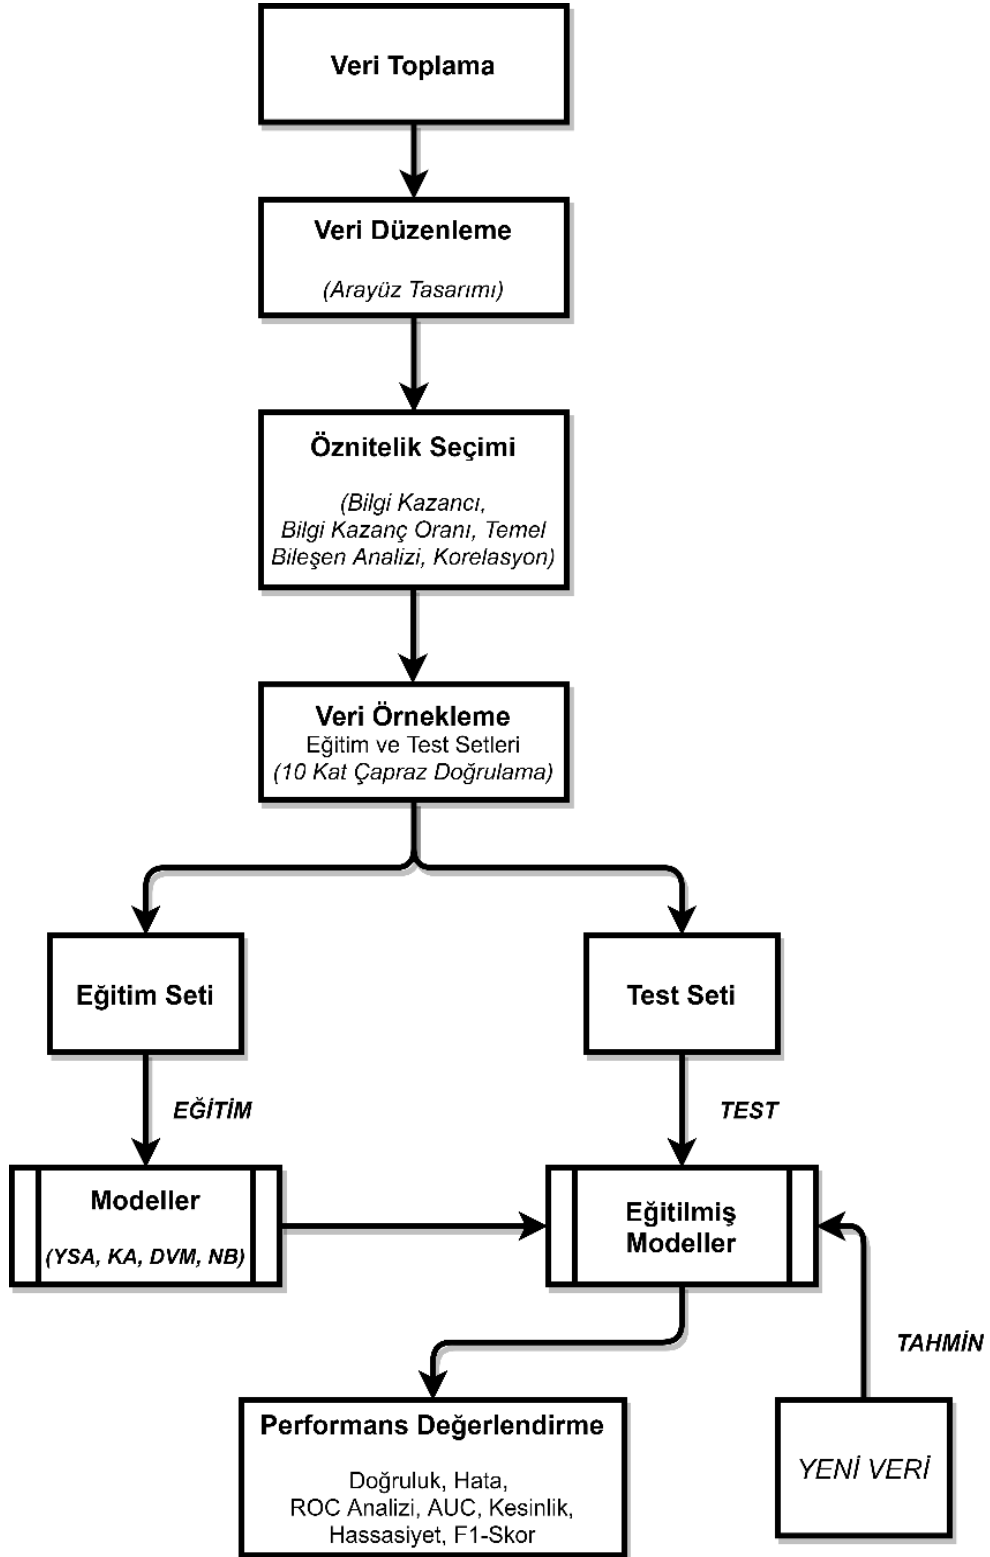 Veri Toplama
Veri Düzenleme
(Arayüz Tasarımı)
Öznitelik Seçimi
(Bilgi Kazancı,
Bilgi Kazanç Oranı, Temel
Bileşen Analizi, Korelasyon)
Veri Örnekleme
Eğitim ve Test Setleri
(10 Kat Çapraz Doğrulama)
Eğitim Seti
Test Seti
EĞİTİM
TEST
Modeller
(YSA, KA, DVM, NB)
Eğitilmiş
Modeller
TAHMİN
Performans Değerlendirme
Doğruluk, Hata,
ROC Analizi, AUC, Kesinlik,
Hassasiyet, F1-Skor
YENİ VERİ